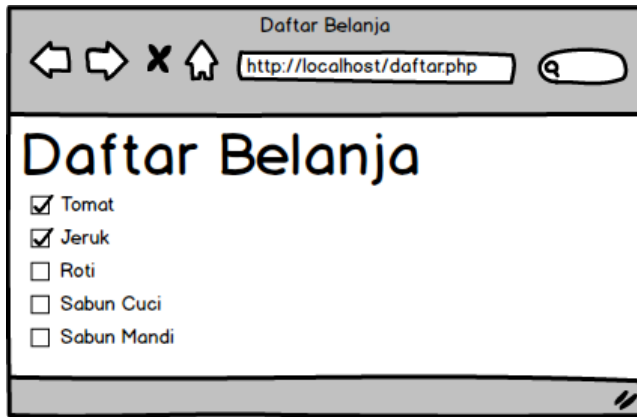 Daftar Belanja
http://localhost/daftar.php
Daftar Belanja
Tomat
Jeruk
Roti
Sabun Cuci
Sabun Mandi